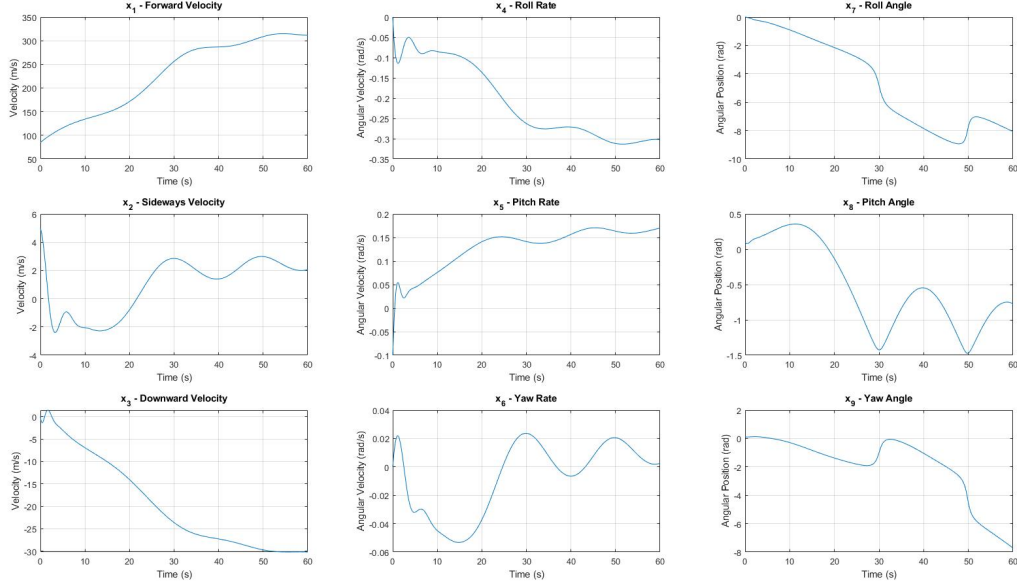 x1 - Forward Velocity
350
300
250
200
150
100
50
Velocity (m/s)
0 10 20 30 40 50 60
Time (s)
x4 - Roll Rate
0
-0.05
-0.1
-0.15
-0.2
-0.25
-0.3
-0.35
Angular Velocity (rad/s)
0 10 20 30 40 50 60
Time (s)
x7 - Roll Angle
0
-2
-4
-6
-8
-10
Angular Position (rad)
0 10 20 30 40 50 60
Time (s)
x2 - Sideways Velocity
6
4
2
0
-2
-4
Velocity (m/s)
0 10 20 30 40 50 60
Time (s)
x5 - Pitch Rate
0.2
0.15
0.1
0.05
0
-0.05
-0.1
Angular Velocity (rad/s)
0 10 20 30 40 50 60
Time (s)
x8 - Pitch Angle
0.5
0
-0.5
-1
-1.5
Angular Position (rad)
0 10 20 30 40 50 60
Time (s)
x3 - Downward Velocity
0
-5
-10
-15
-20
-25
-30
Velocity (m/s)
0 10 20 30 40 50 60
Time (s)
x6 - Yaw Rate
0.04
0.02
0
-0.02
-0.04
-0.06
Angular Velocity (rad/s)
0 10 20 30 40 50 60
Time (s)
x9 - Yaw Angle
2
0
-2
-4
-6
-8
Angular Position (rad)
0 10 20 30 40 50 60
Time (s)